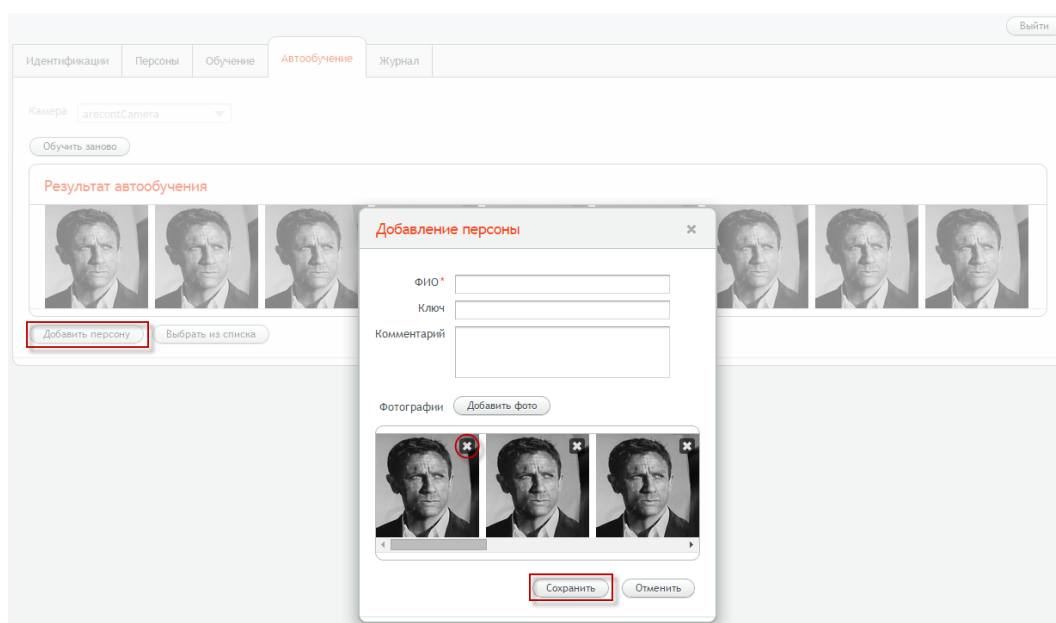 Выйти
Идентификации Персоны Обучение Автообучение Журнал
Камера arecontCamera
Обучить заново
Результат автообучения
Добавление персоны
ФИО*
Ключ
Добавить персону Выбрать из списка
Комментарий
Фотографии Добавить фото
Сохранить Отменить